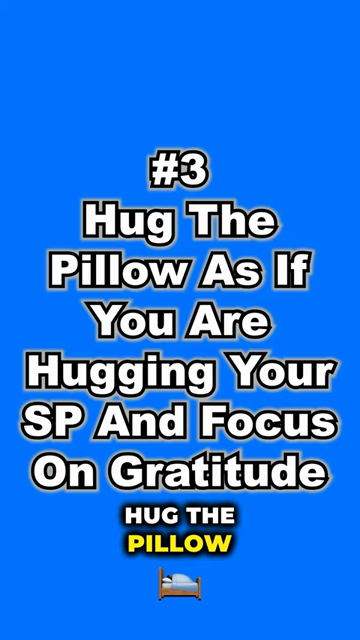 #3
Hug The
Pillow As If
You Are
Hugging Your
SP And Focus
On Gratitude
HUG THE
PILLOW